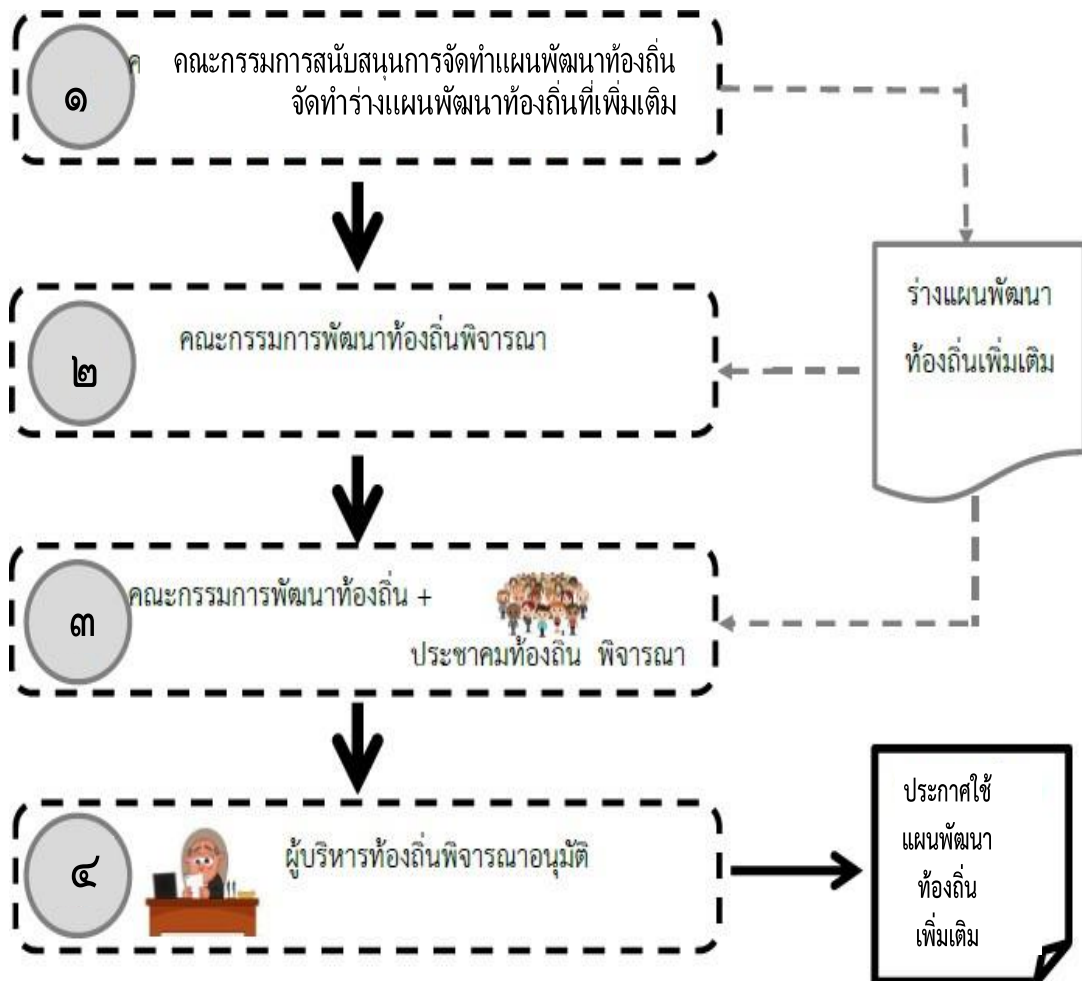 ๑
ค
คณะกรรมการสนับสนุนการจัดทำแผนพัฒนาท้องถิ่น
จัดทำร่างแผนพัฒนาท้องถิ่นที่เพิ่มเติม
ร่างแผนพัฒนา
ท้องถิ่นเพิ่มเติม
๒
คณะกรรมการพัฒนาท้องถิ่นพิจารณา
๓
คณะกรรมการพัฒนาท้องถิ่น +
ประชาคมท้องถิ่น พิจารณา
๔
ผู้บริหารท้องถิ่นพิจารณาอนุมัติ
ประกาศใช้
แผนพัฒนา
ท้องถิ่น
เพิ่มเติม